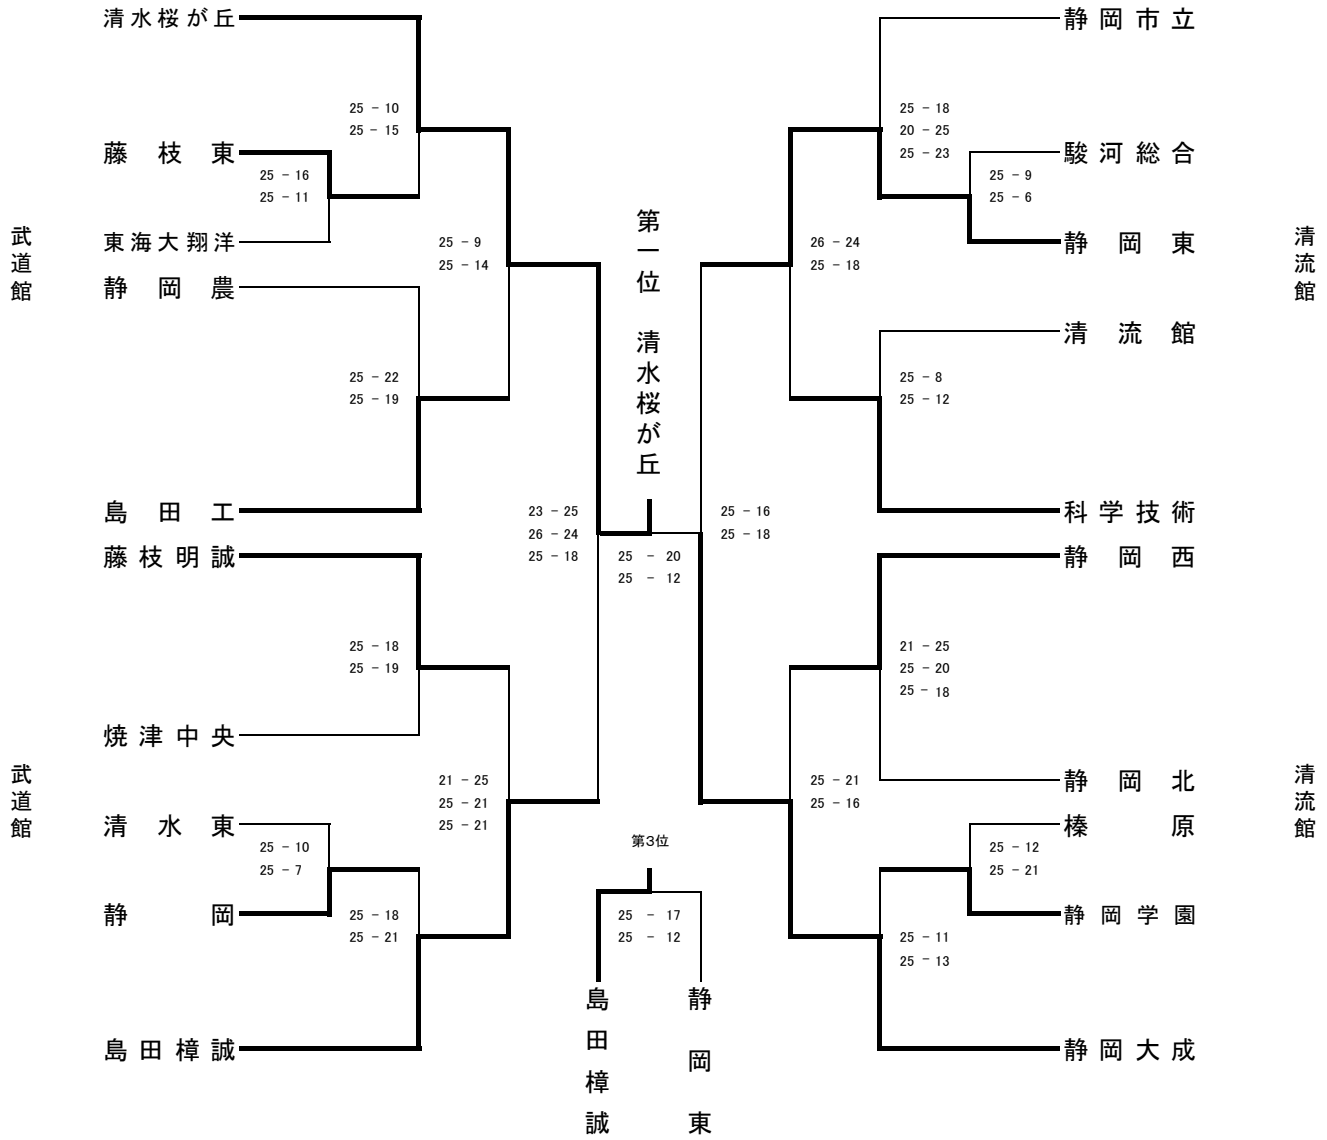 清水桜が丘
25 － 10
25 － 15
藤枝東
25 － 16
25 － 11
東海大翔洋
武道館
25 － 9
25 － 14
静岡農
25 － 22
25 － 19
島田工
藤枝明誠
23 － 25
26 － 24
25 － 18
25 － 18
25 － 19
焼津中央
武道館
21 － 25
25 － 21
25 － 21
清水東
25 － 10
25 － 7
静岡
25 － 18
25 － 21
島田樟誠
第一位 清水桜が丘
25 － 20
25 － 12
第3位
25 － 17
25 － 12
島田樟誠
静岡東
静岡市立
25 － 18
20 － 25
25 － 23
駿河総合
25 － 9
25 － 6
静岡東
清流館
26 － 24
25 － 18
清流館
25 － 8
25 － 12
科学技術
25 － 16
25 － 18
静岡西
21 － 25
25 － 20
25 － 18
静岡北
清流館
25 － 21
25 － 16
榛原
25 － 12
25 － 21
静岡学園
25 － 11
25 － 13
静岡大成